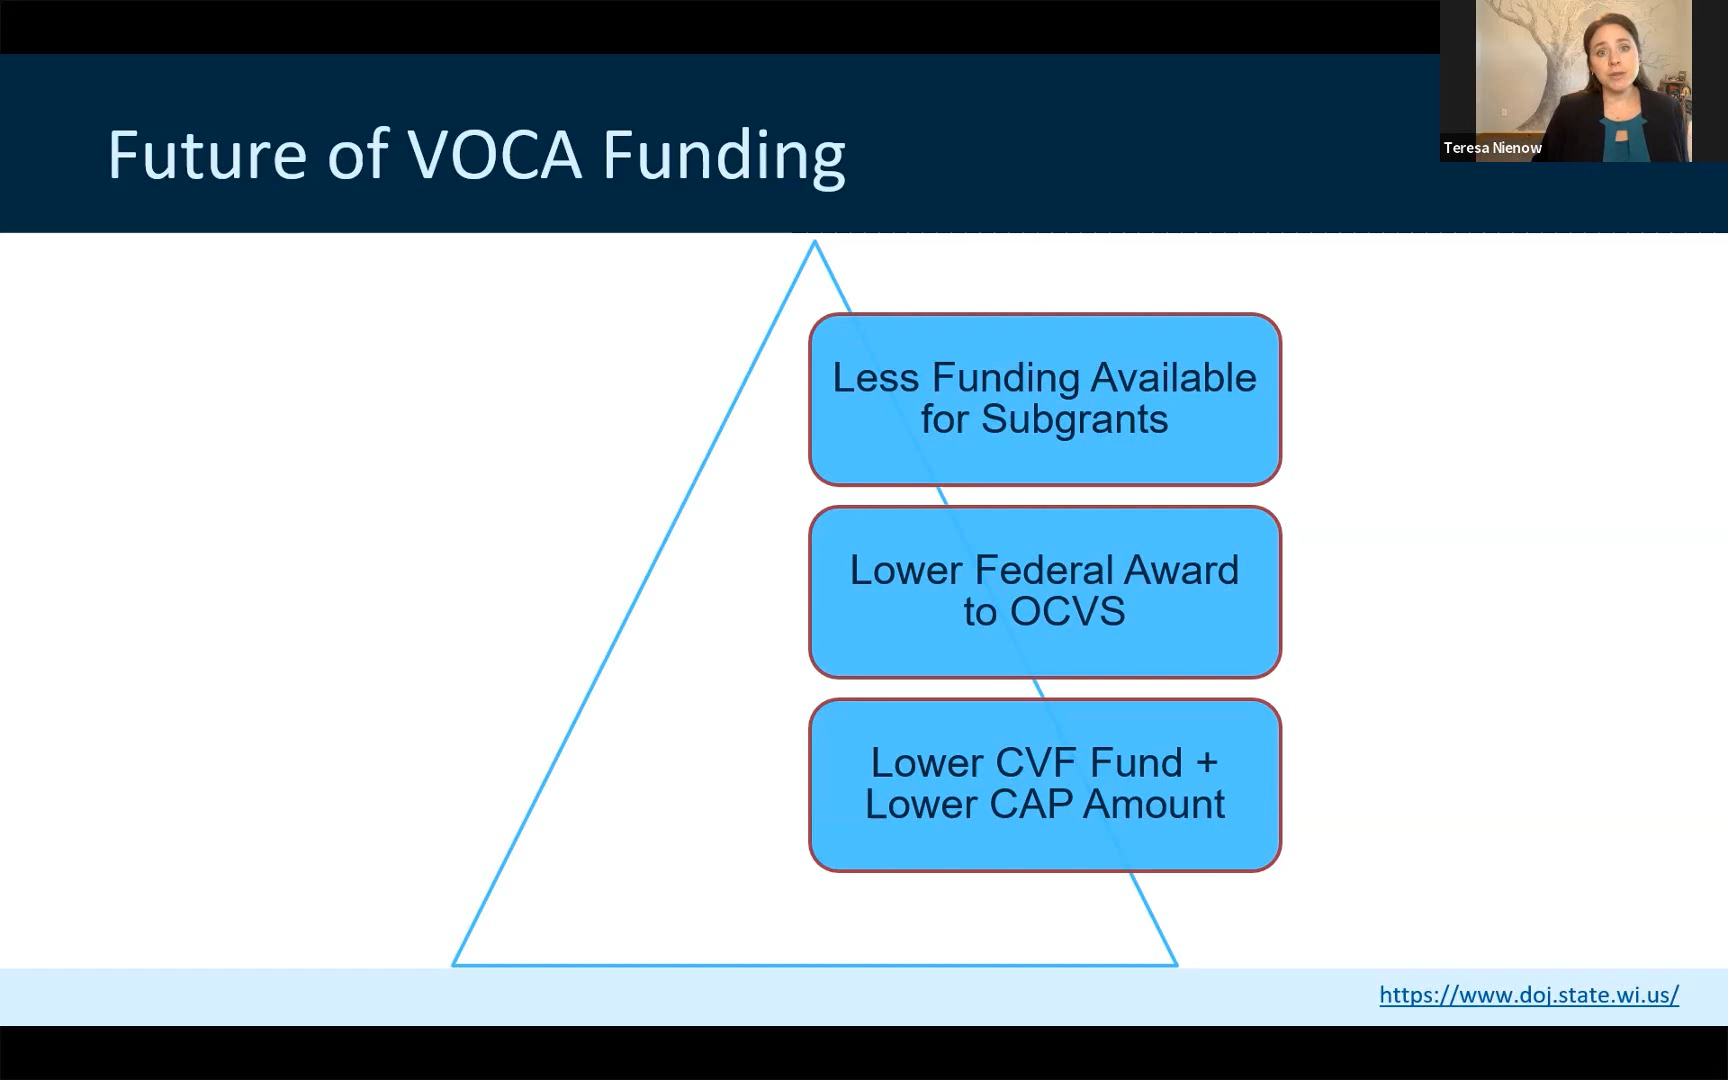 Future of VOCA Funding
Teresa Nienow
Less Funding Available
for Subgrants
Lower Federal Award
to OCVS
Lower CVF Fund +
Lower CAP Amount
https://www.doj.state.wi.us/